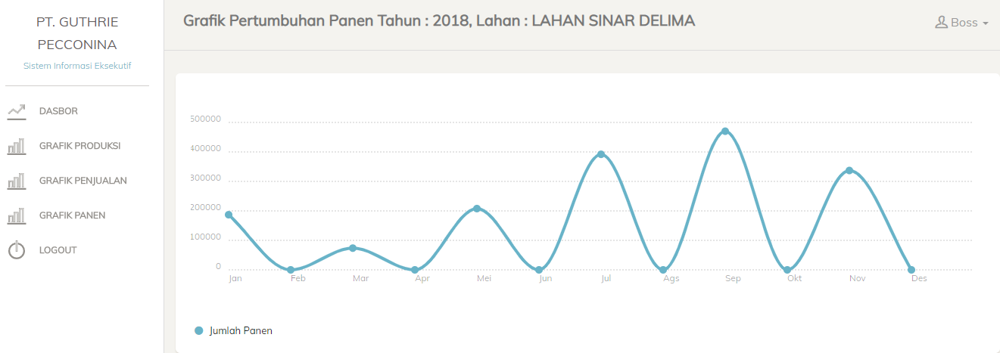 PT. GUTHRIE
PECCONINA
Sistem Informasi Eksekutif
DASBOR
GRAFIK PRODUKSI
GRAFIK PENJUALAN
GRAFIK PANEN
LOGOUT
Grafik Pertumbuhan Panen Tahun : 2018, Lahan : LAHAN SINAR DELIMA
Boss
500000
400000
300000
200000
100000
0
Jan Feb Mar Apr Mei Jun Jul Ags Sep Okt Nov Des
Jumlah Panen